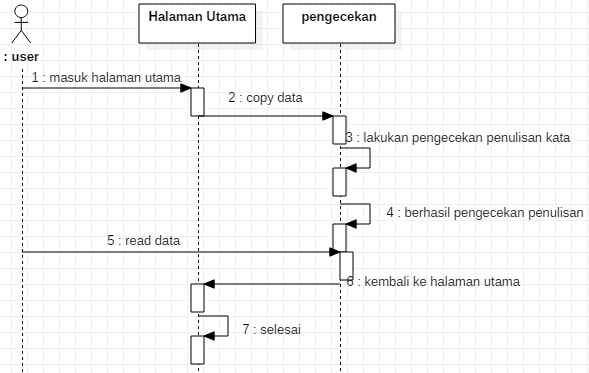 Halaman Utama
pengecekan
: user
1 : masuk halaman utama
2 : copy data
3 : lakukan pengecekan penulisan kata
4 : berhasil pengecekan penulisan
5 : read data
6 : kembali ke halaman utama
7 : selesai